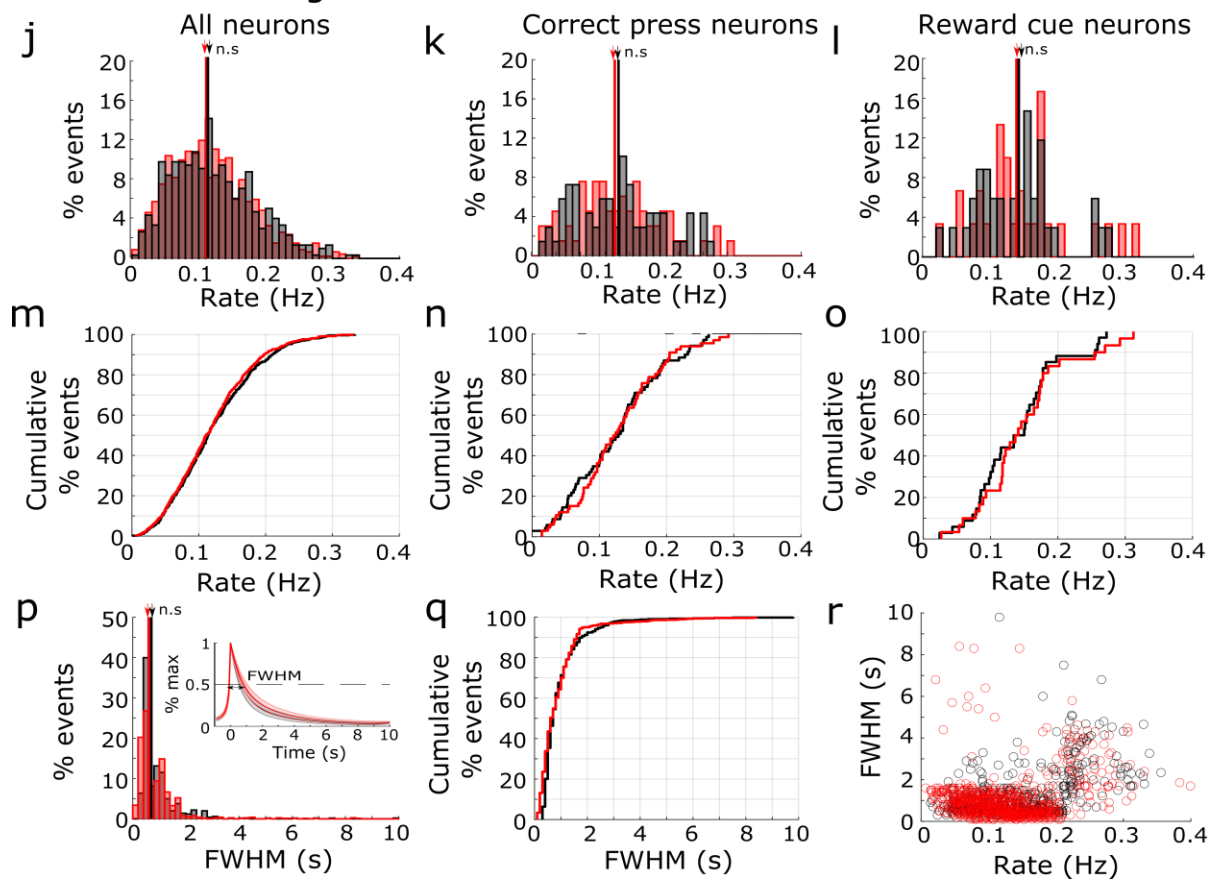 j All neurons
n.s
% events
20
16
12
8
4
0
0 0.1 0.2 0.3 0.4
Rate (Hz)
k Correct press neurons
n.s
% events
20
16
12
8
4
0
0 0.1 0.2 0.3 0.4
Rate (Hz)
l Reward cue neurons
n.s
% events
20
16
12
8
4
0
0 0.1 0.2 0.3 0.4
Rate (Hz)
m
Cumulative
% events
100
80
60
40
20
0
0 0.1 0.2 0.3 0.4
Rate (Hz)
n
Cumulative
% events
100
80
60
40
20
0
0 0.1 0.2 0.3 0.4
Rate (Hz)
o
Cumulative
% events
100
80
60
40
20
0
0 0.1 0.2 0.3 0.4
Rate (Hz)
p
n.s
% events
50
40
30
20
10
0
0 2 4 6 8 10
FWHM (s)
% max
1
0.5
0
FWHM
0 2 4 6 8 10
Time (s)
q
Cumulative
% events
100
80
60
40
20
0
0 2 4 6 8 10
FWHM (s)
r
FWHM (s)
10
8
6
4
2
0
0 0.1 0.2 0.3 0.4
Rate (Hz)